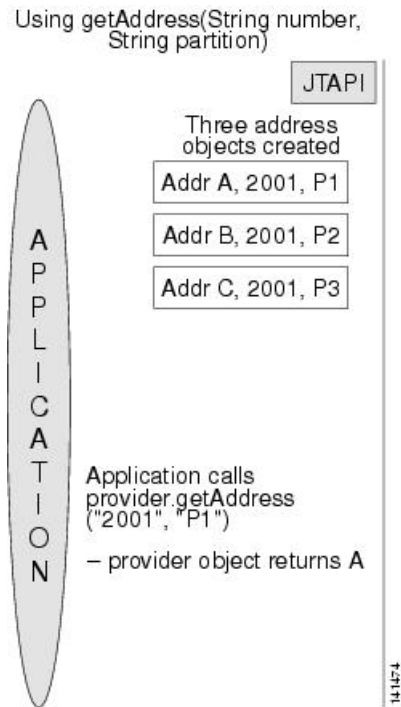 Using getAddress(String number,
String partition)
JTAPI
Three address
objects created
Addr A, 2001, P1
Addr B, 2001, P2
Addr C, 2001, P3
APPLICATION
Application calls
provider.getAddress
("2001", "P1")
– provider object returns A
141474